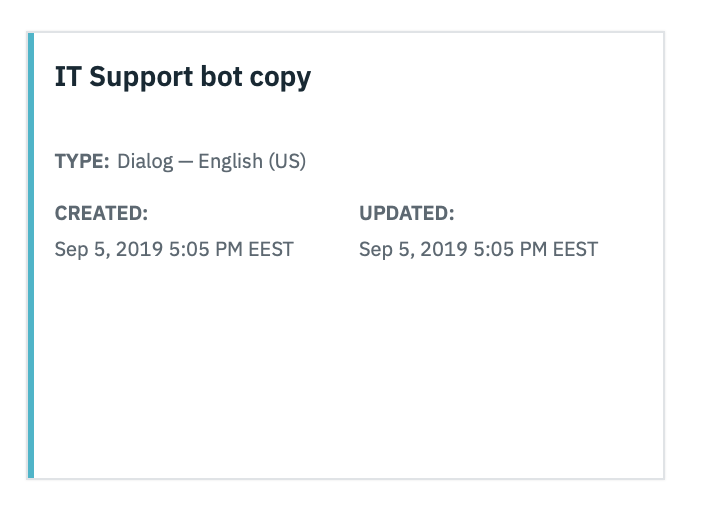 IT Support bot copy
TYPE: Dialog — English (US)
CREATED: UPDATED:
Sep 5, 2019 5:05 PM EEST Sep 5, 2019 5:05 PM EEST